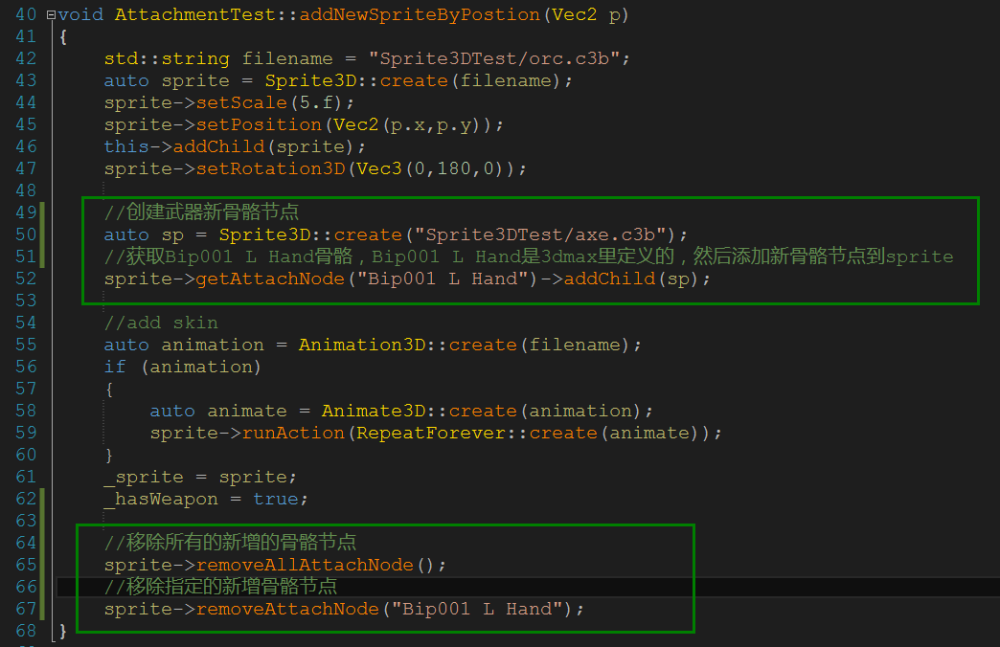 40 void AttachmentTest::addNewSpriteByPostion(Vec2 p)
41 {
42 std::string filename = "Sprite3DTest/orc.c3b";
43 auto sprite = Sprite3D::create(filename);
44 sprite->setScale(5.f);
45 sprite->setPosition(Vec2(p.x,p.y));
46 this->addChild(sprite);
47 sprite->setRotation3D(Vec3(0,180,0));
48
49 //创建武器新骨骼节点
50 auto sp = Sprite3D::create("Sprite3DTest/axe.c3b");
51 //获取Bip001 L Hand骨骼，Bip001 L Hand是3dmax里定义的，然后添加新骨骼节点到sprite
52 sprite->getAttachNode("Bip001 L Hand")->addChild(sp);
53
54 //add skin
55 auto animation = Animation3D::create(filename);
56 if (animation)
57 {
58 auto animate = Animate3D::create(animation);
59 sprite->runAction(RepeatForever::create(animate));
60 }
61 _sprite = sprite;
62 _hasWeapon = true;
63
64 //移除所有的新增的骨骼节点
65 sprite->removeAllAttachNode();
66 //移除指定的新增骨骼节点
67 sprite->removeAttachNode("Bip001 L Hand");
68 }